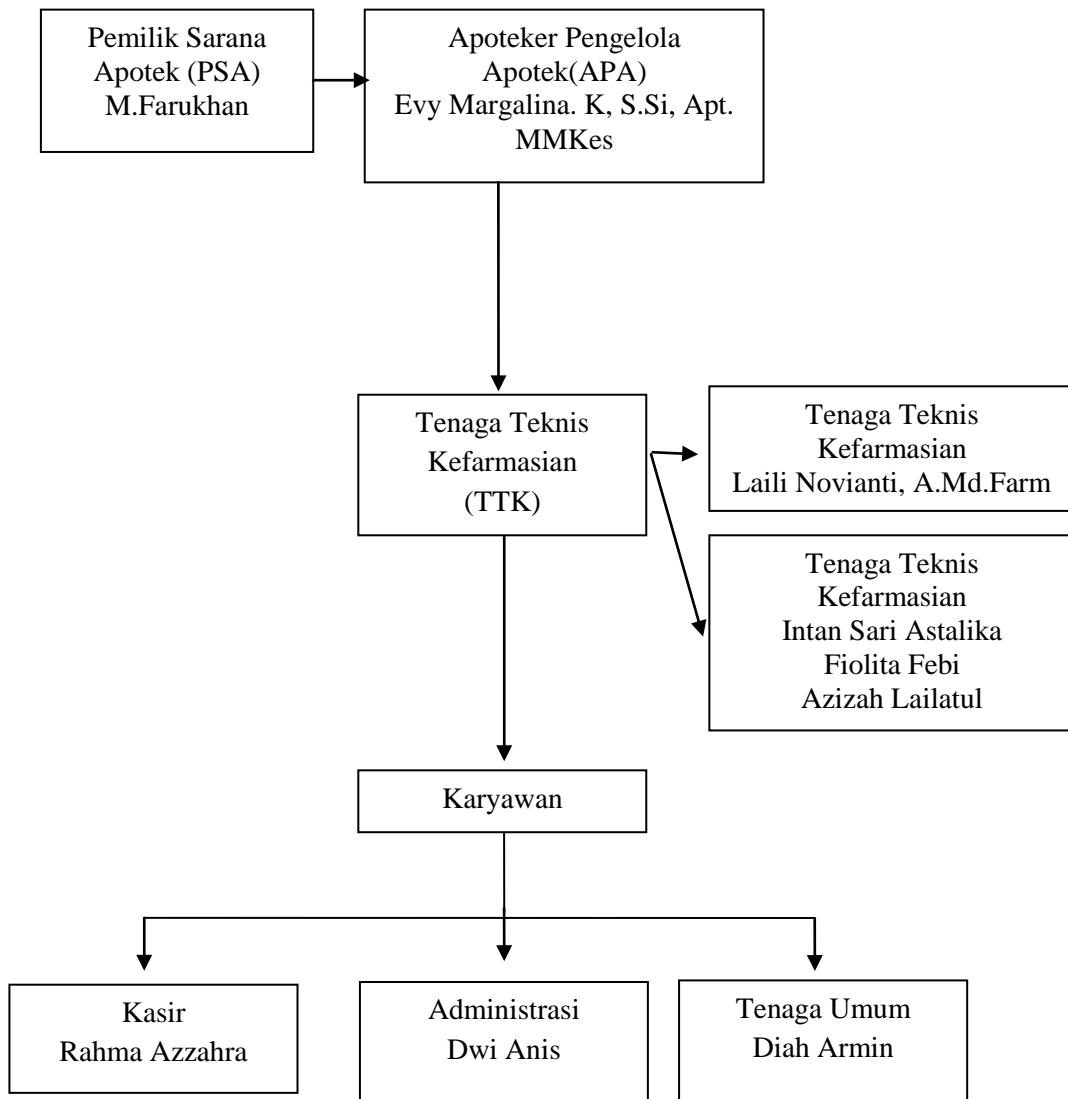 Pemilik Sarana
Apotek (PSA)
M.Farukhan
Apoteker Pengelola
Apotek(APA)
Evy Margalina. K, S.Si, Apt.
MMKes
Tenaga Teknis
Kefarmasian
(TTK)
Tenaga Teknis
Kefarmasian
Laili Novianti, A.Md.Farm
Tenaga Teknis
Kefarmasian
Intan Sari Astalika
Fiolita Febi
Azizah Lailatul
Karyawan
Kasir
Rahma Azzahra
Administrasi
Dwi Anis
Tenaga Umum
Diah Armin